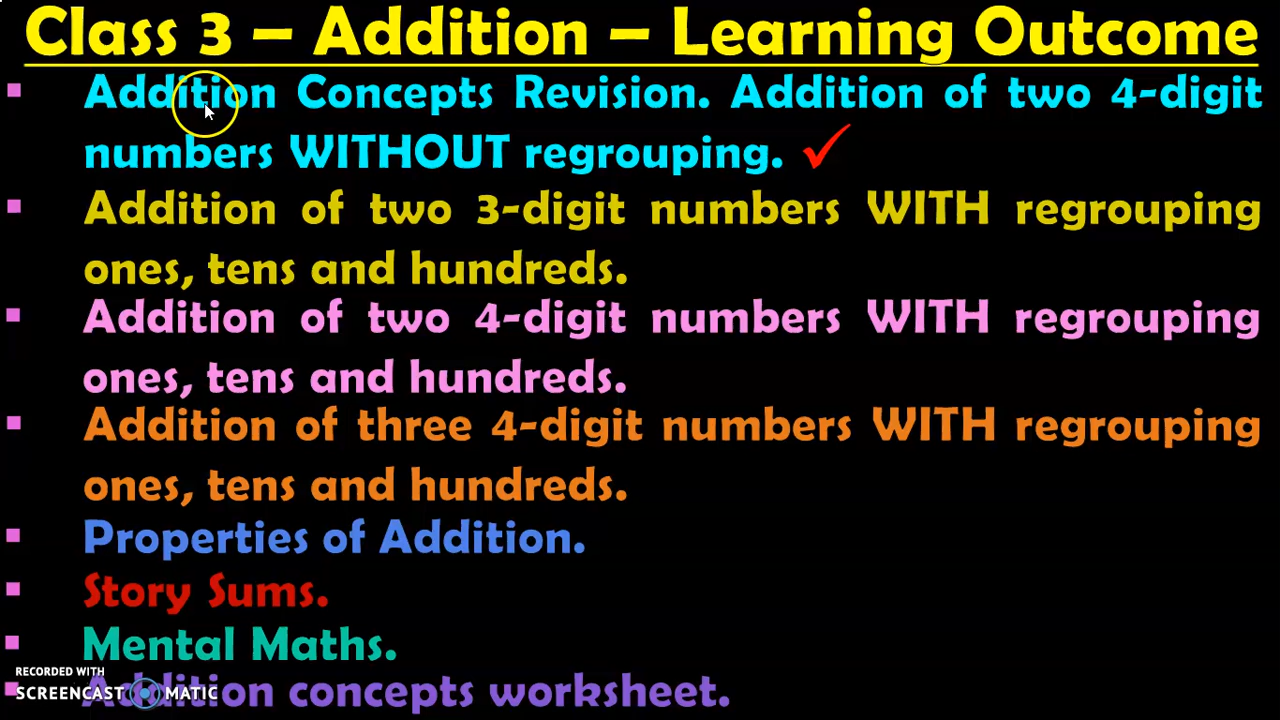 Class 3 – Addition – Learning Outcome
▪ Addition Concepts Revision. Addition of two 4-digit
numbers WITHOUT regrouping. ✓
▪ Addition of two 3-digit numbers WITH regrouping
ones, tens and hundreds.
▪ Addition of two 4-digit numbers WITH regrouping
ones, tens and hundreds.
▪ Addition of three 4-digit numbers WITH regrouping
ones, tens and hundreds.
▪ Properties of Addition.
▪ Story Sums.
▪ Mental Maths.
RECORDED WITH
SCREENCAST MATIC
▪ Addition concepts worksheet.